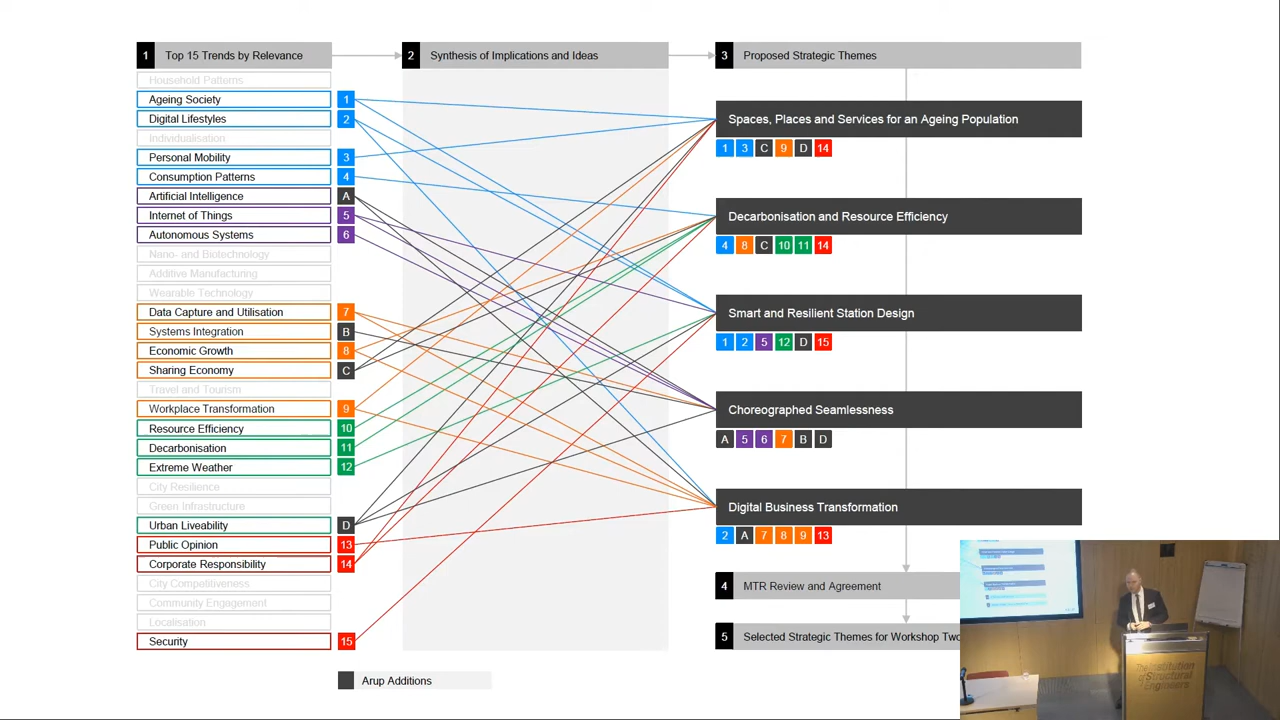 1 Top 15 Trends by Relevance
2 Synthesis of Implications and Ideas
3 Proposed Strategic Themes
Household Patterns
Ageing Society 1
Digital Lifestyles 2
Individualisation
Personal Mobility 3
Consumption Patterns 4
Artificial Intelligence A
Internet of Things 5
Autonomous Systems 6
Nano- and Biotechnology
Additive Manufacturing
Wearable Technology
Data Capture and Utilisation 7
Systems Integration B
Economic Growth 8
Sharing Economy C
Travel and Tourism
Workplace Transformation 9
Resource Efficiency 10
Decarbonisation 11
Extreme Weather 12
City Resilience
Green Infrastructure
Urban Liveability D
Public Opinion 13
Corporate Responsibility 14
City Competitiveness
Community Engagement
Localisation
Security 15
Arup Additions
Spaces, Places and Services for an Ageing Population
1 3 C 9 D 14
Decarbonisation and Resource Efficiency
4 8 C 10 11 14
Smart and Resilient Station Design
1 2 5 12 D 15
Choreographed Seamlessness
A 5 6 7 B D
Digital Business Transformation
2 A 7 8 9 13
4 MTR Review and Agreement
5 Selected Strategic Themes for Workshop Two
The Institution
of Structural
Engineers